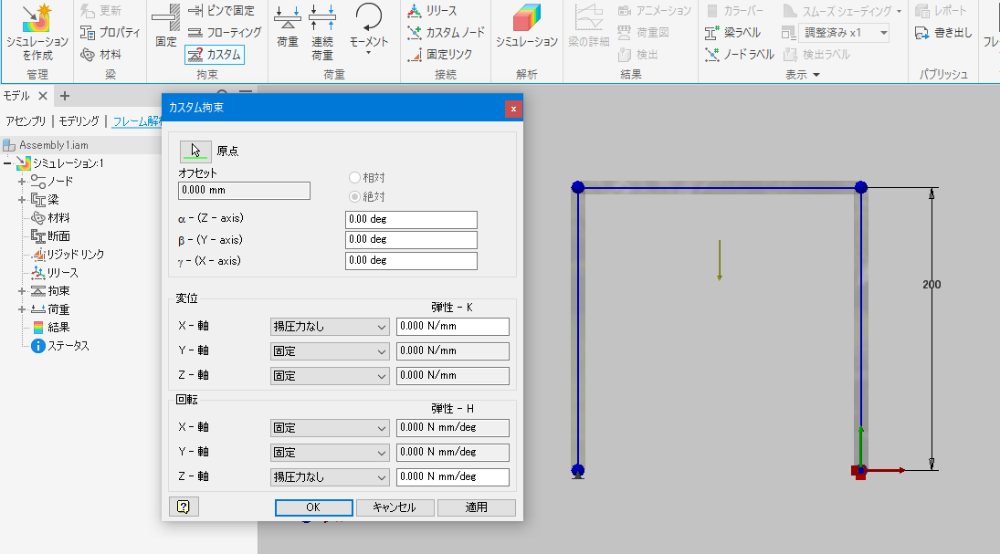 シミュレーション
を作成
管理
更新
プロパティ
材料
梁
固定
ピンで固定
フローティング
カスタム
拘束
荷重
連続
荷重
モーメント
荷重
リリース
カスタム ノード
固定リンク
接続
シミュレーション
解析
梁の詳細
アニメーション
荷重図
検出
結果
カラーバー
梁ラベル
ノードラベル
スムーズ シェーディング
調整済み x1
検出ラベル
表示
レポート
書き出し
パブリッシュ
フレ
モデル
アセンブリ
モデリング
フレーム解析
Assembly1.iam
シミュレーション:1
ノード
梁
材料
断面
リジッド リンク
リリース
拘束
荷重
結果
ステータス
カスタム拘束
原点
オフセット
0.000 mm
相対
絶対
α - (Z - axis)
0.00 deg
β - (Y - axis)
0.00 deg
γ - (X - axis)
0.00 deg
変位
弾性 - K
X - 軸
揚圧力なし
0.000 N/mm
Y - 軸
固定
0.000 N/mm
Z - 軸
固定
0.000 N/mm
回転
弾性 - H
X - 軸
固定
0.000 N mm/deg
Y - 軸
固定
0.000 N mm/deg
Z - 軸
揚圧力なし
0.000 N mm/deg
OK
キャンセル
適用
200